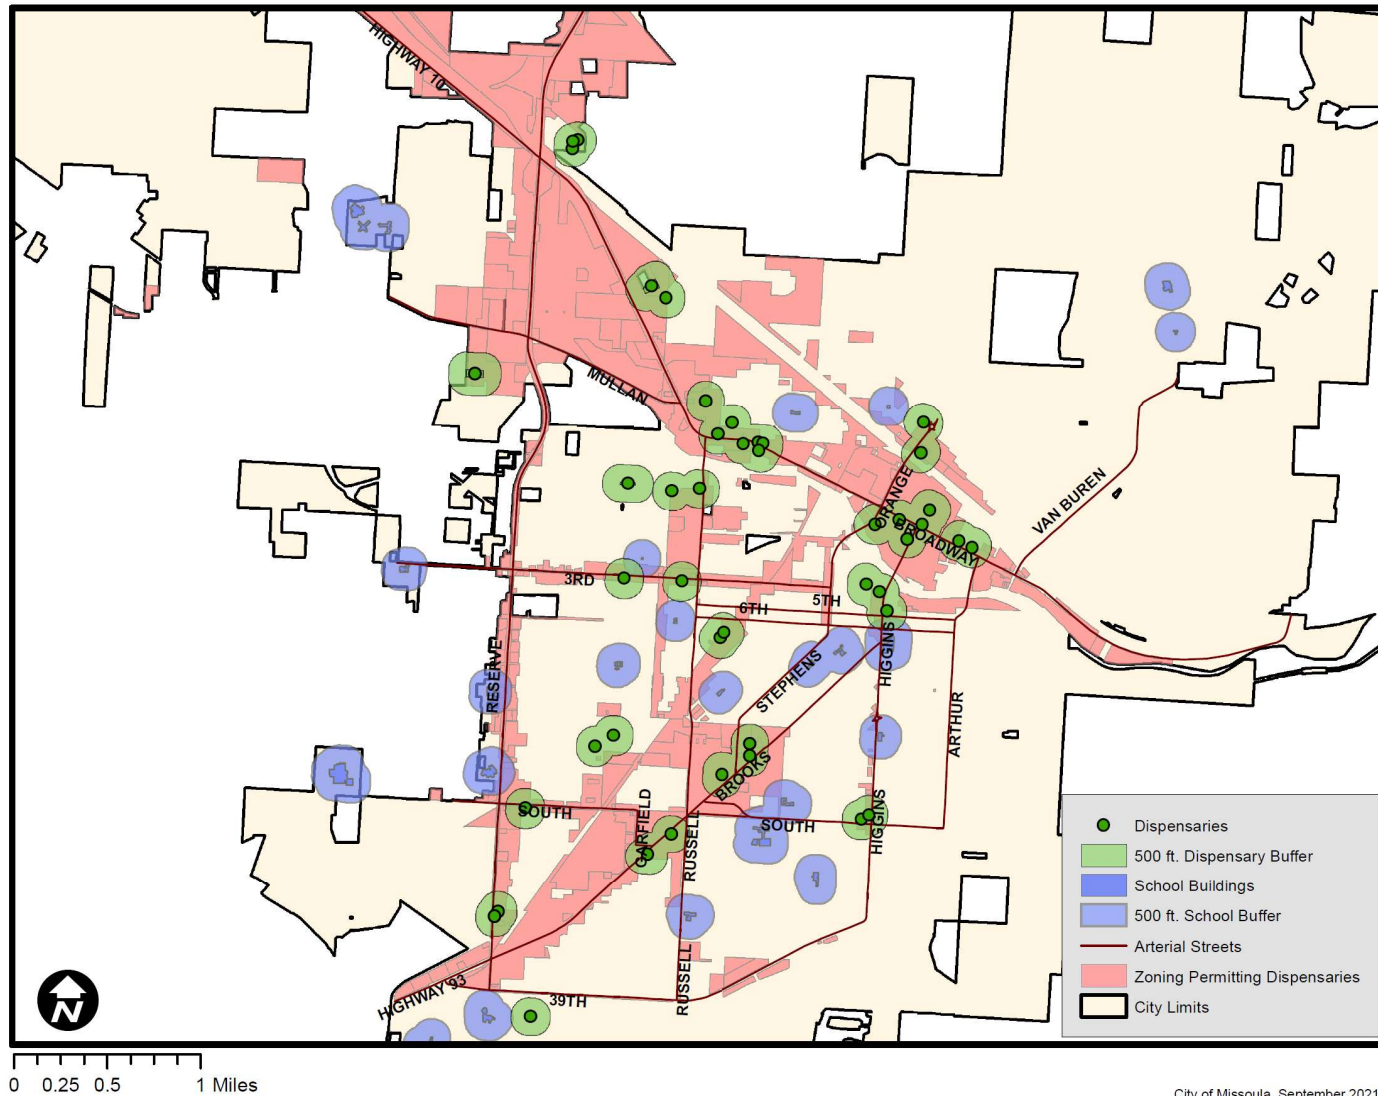 HIGHWAY 10
MULLAN
ORANGE
BROADWAY
VAN BUREN
3RD
5TH
6TH
STEPHENS
HIGGINS
RESERVE
ARTHUR
BROOKS
SOUTH
GARFIELD
RUSSELL
SOUTH
HIGGINS
RUSSELL
HIGHWAY 93
39TH
N
Dispensaries
500 ft. Dispensary Buffer
School Buildings
500 ft. School Buffer
Arterial Streets
Zoning Permitting Dispensaries
City Limits
0 0.25 0.5 1 Miles
City of Missoula, September 2021